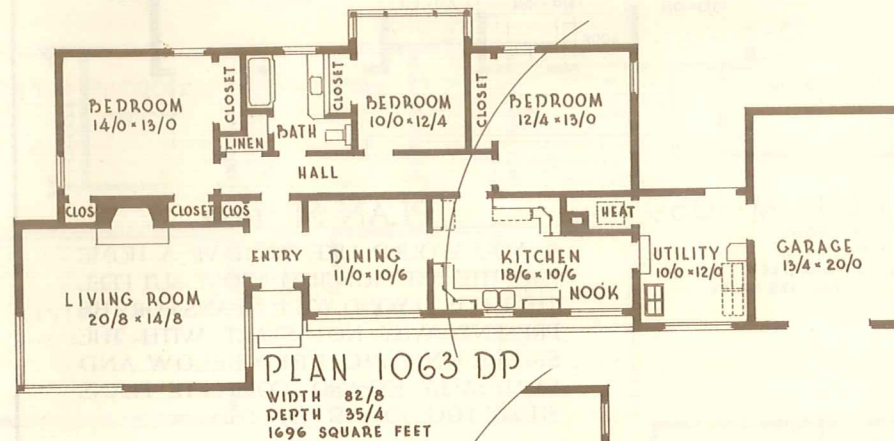 BEDROOM
14/0 × 13/0
CLOSET
LINEN
BATH
CLOSET
BEDROOM
10/0 × 12/4
CLOSET
BEDROOM
12/4 × 13/0
HALL
CLOS
CLOSET
CLOS
HEAT
ENTRY
DINING
11/0 × 10/6
KITCHEN
18/6 × 10/6
NOOK
UTILITY
10/0 × 12/0
GARAGE
13/4 × 20/0
LIVING ROOM
20/8 × 14/8
PLAN 1063 DP
WIDTH 82/8
DEPTH 35/4
1696 SQUARE FEET